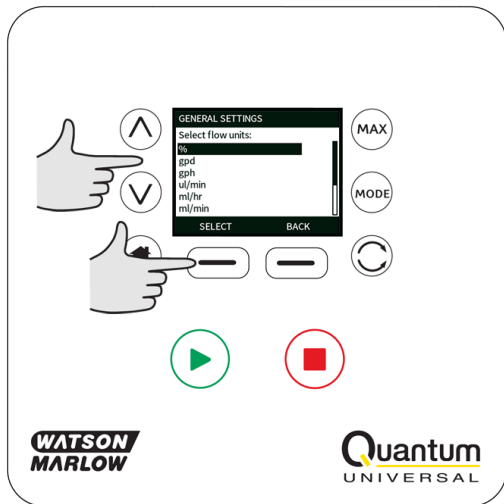 GENERAL SETTINGS
Select flow units:
%
gpd
gph
ul/min
ml/hr
ml/min
SELECT BACK
MAX
MODE
WATSON
MARLOW
Quantum
UNIVERSAL